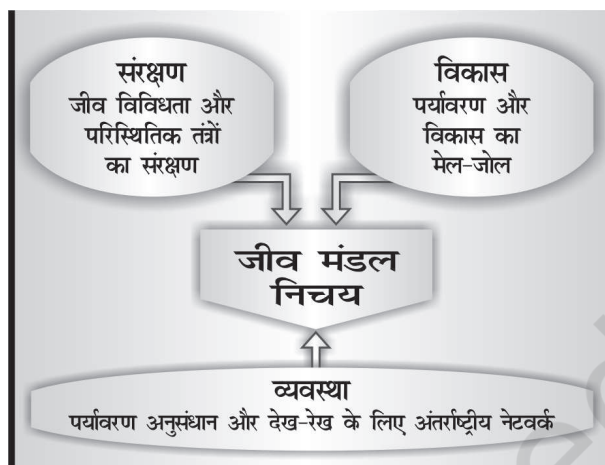 संरक्षण
जीव विविधता और
परिस्थितिक तंत्रों
का संरक्षण
विकास
पर्यावरण और
विकास का
मेल-जोल
जीव मंडल
निचय
व्यवस्था
पर्यावरण अनुसंधान और देख-रेख के लिए अंतर्राष्ट्रीय नेटवर्क